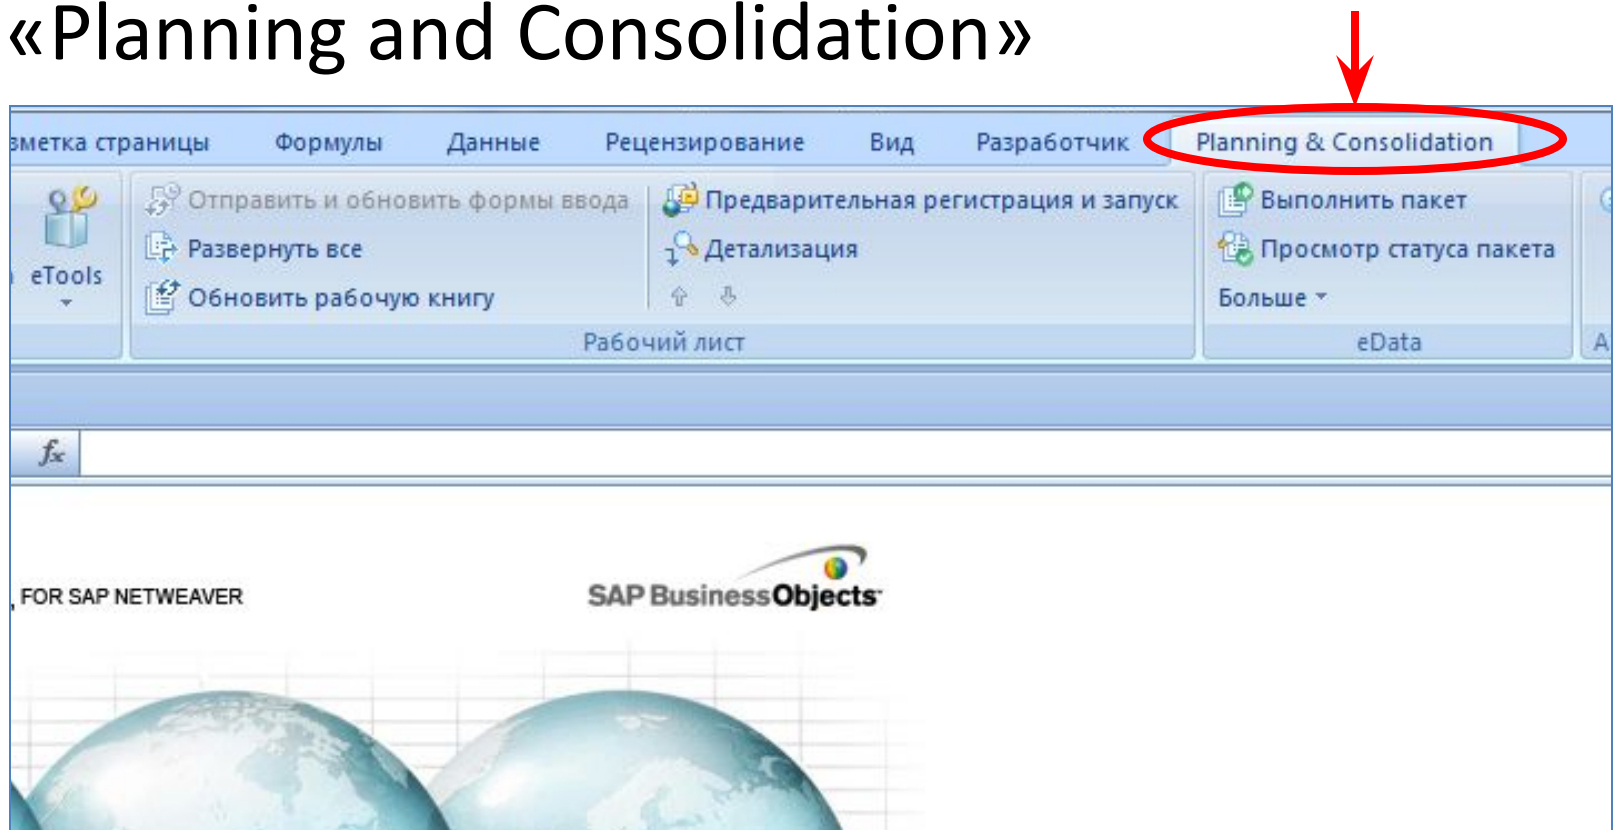 «Planning and Consolidation»
зметка страницы Формулы Данные Рецензирование Вид Разработчик Planning & Consolidation
Отправить и обновить формы ввода Предварительная регистрация и запуск Выполнить пакет
Развернуть все Детализация Просмотр статуса пакета
eTools
Обновить рабочую книгу Больше
Рабочий лист eData А
fx
, FOR SAP NETWEAVER SAP BusinessObjects™